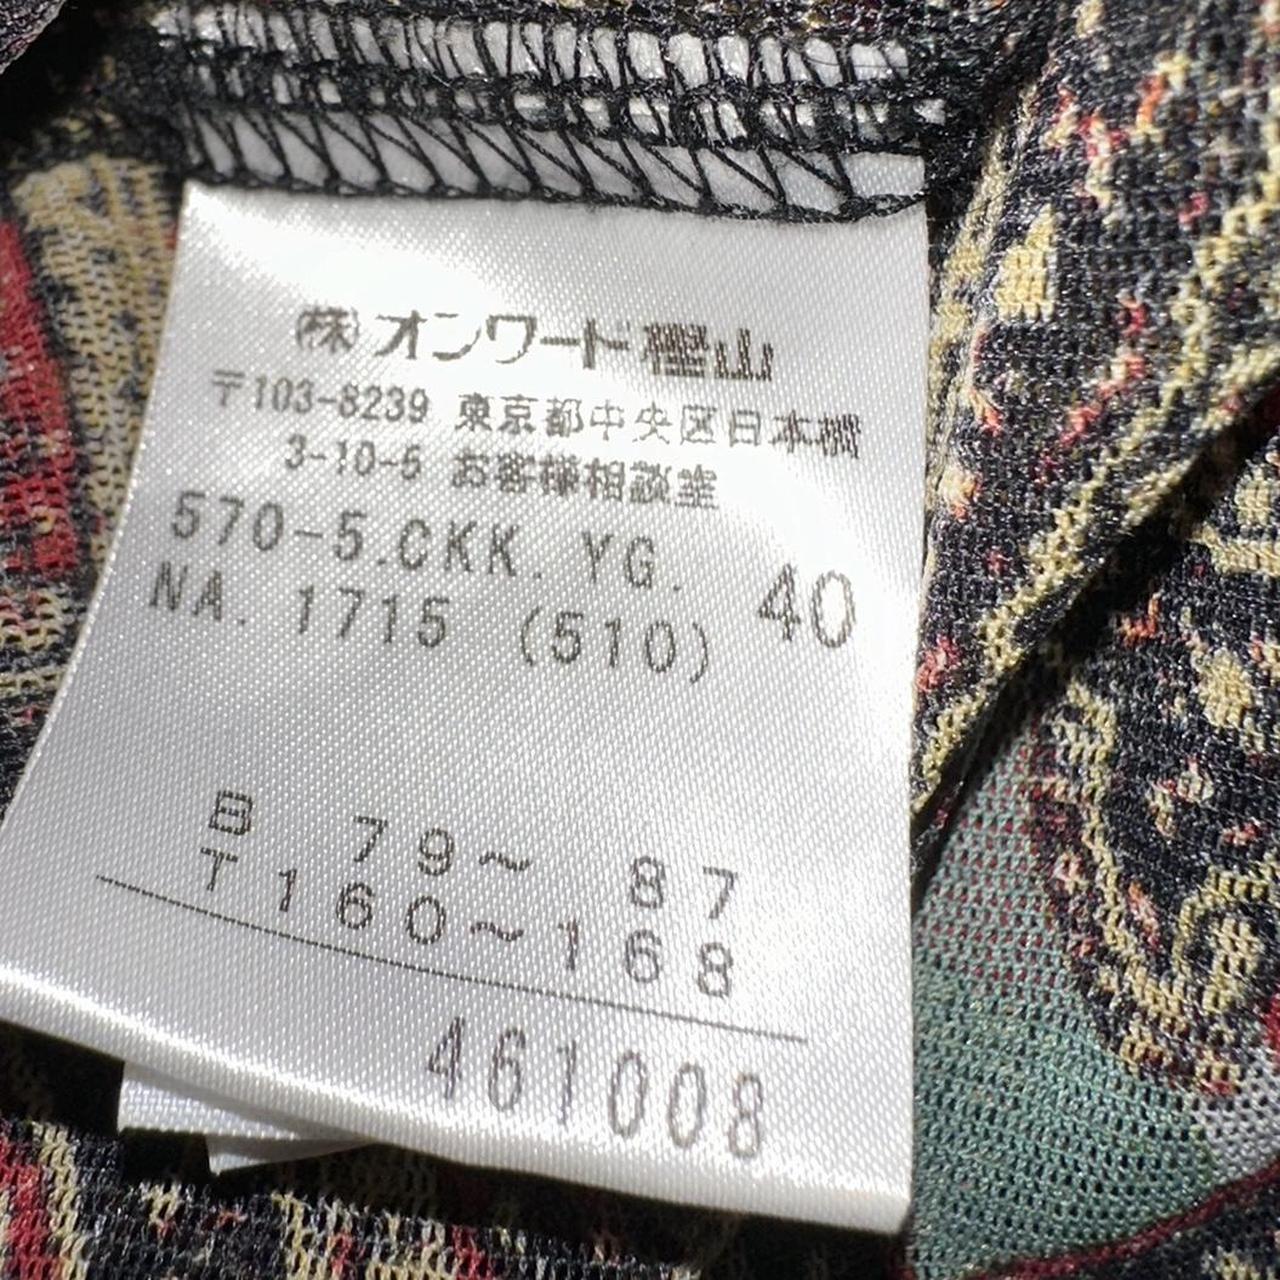 ㈱オンワード樫山
〒103-8239 東京都中央区日本橋
3-10-5 お客様相談室
570-5.CKK. YG. 40
NA. 1715 (510)
B 79～ 87
T 160～168
461008